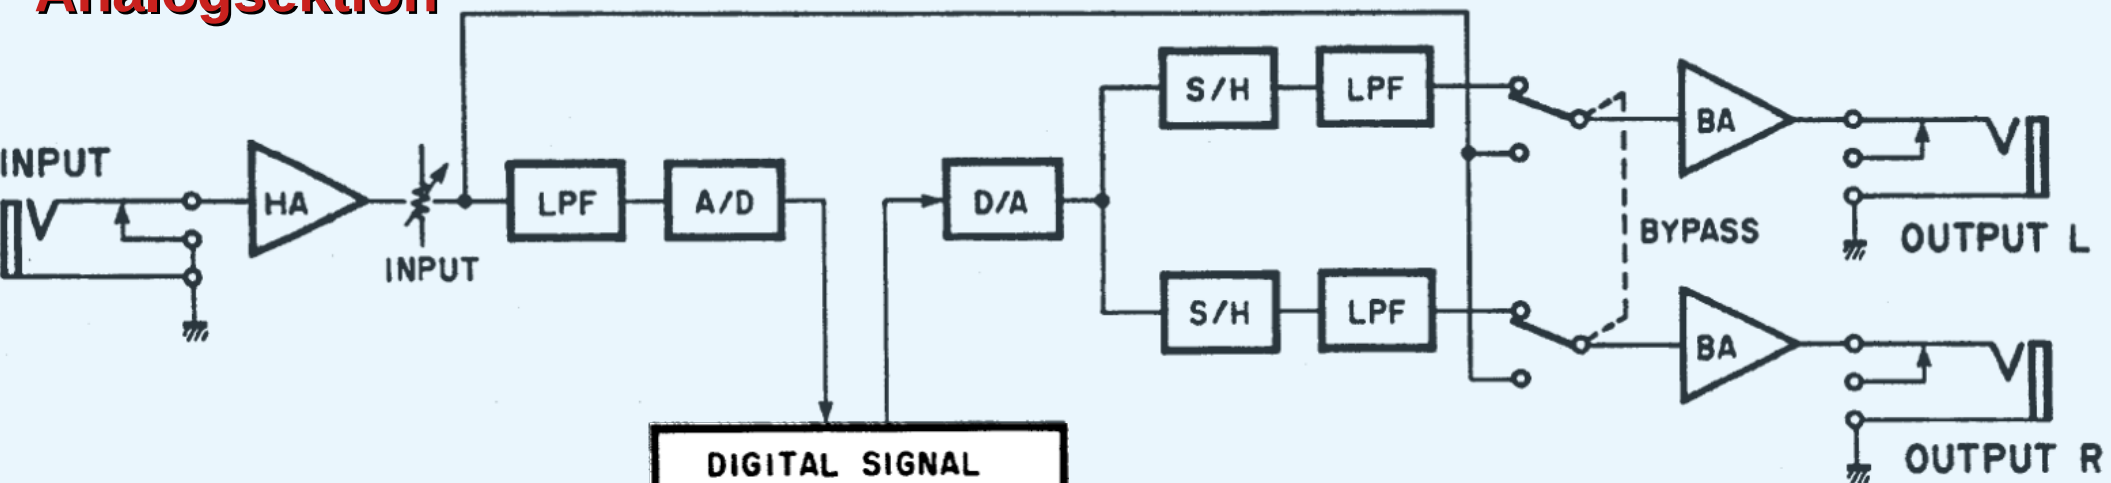 Analogsektion
INPUT
HA
INPUT
LPF
A/D
D/A
S/H
LPF
S/H
LPF
BYPASS
BA
OUTPUT L
BA
OUTPUT R
DIGITAL SIGNAL